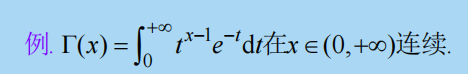 例. Γ(x) = ∫₀^{+∞} t^{x−1}e^{−t}dt在x∈(0,+∞)连续.